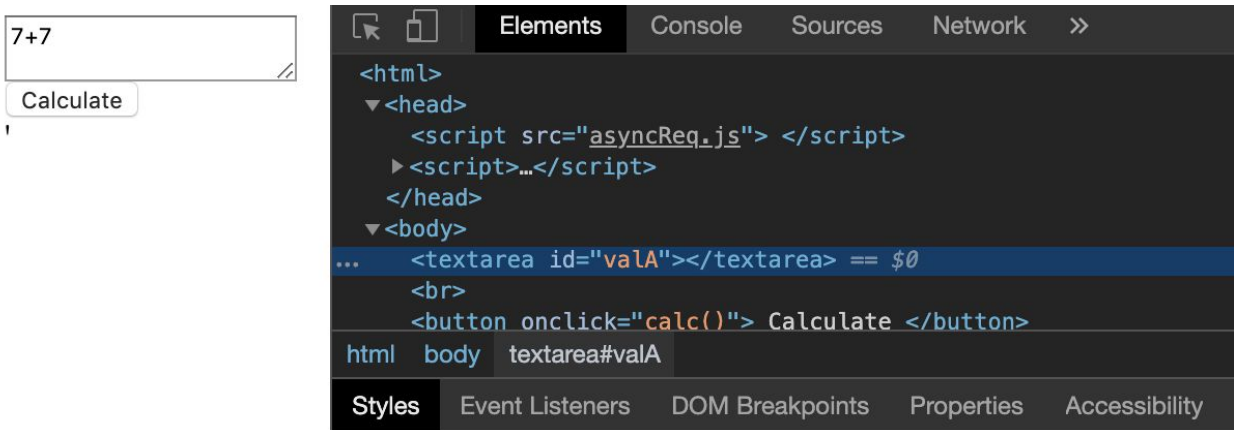 7+7
Calculate
'
Elements Console Sources Network »
<html>
▼<head>
<script src="asyncReq.js"> </script>
▶<script>…</script>
</head>
▼<body>
... <textarea id="valA"></textarea> == $0
<br>
<button onclick="calc()"> Calculate </button>
html body textarea#valA
Styles Event Listeners DOM Breakpoints Properties Accessibility